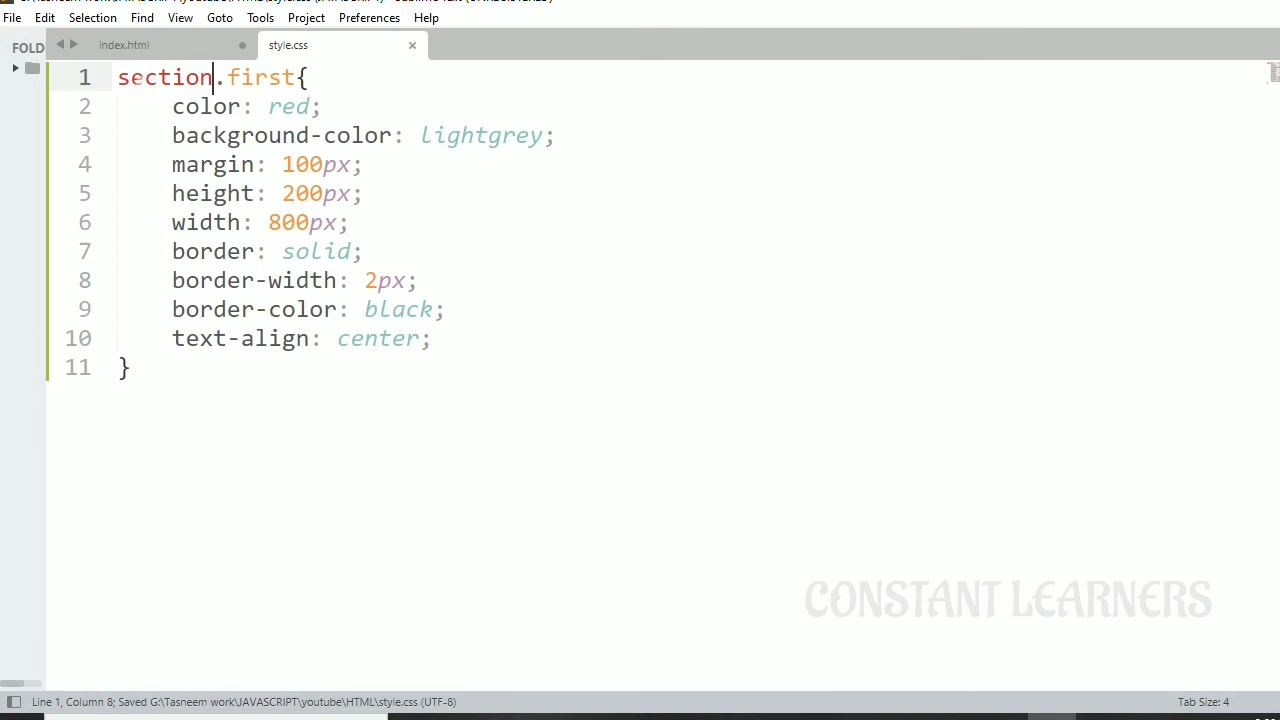 File Edit Selection Find View Goto Tools Project Preferences Help
FOLD
index.html
style.css
1 section.first{
2 color: red;
3 background-color: lightgrey;
4 margin: 100px;
5 height: 200px;
6 width: 800px;
7 border: solid;
8 border-width: 2px;
9 border-color: black;
10 text-align: center;
11 }
CONSTANT LEARNERS
Line 1, Column 8; Saved G:\Tasneem work\JAVASCRIPT\youtube\HTML\style.css (UTF-8)
Tab Size: 4